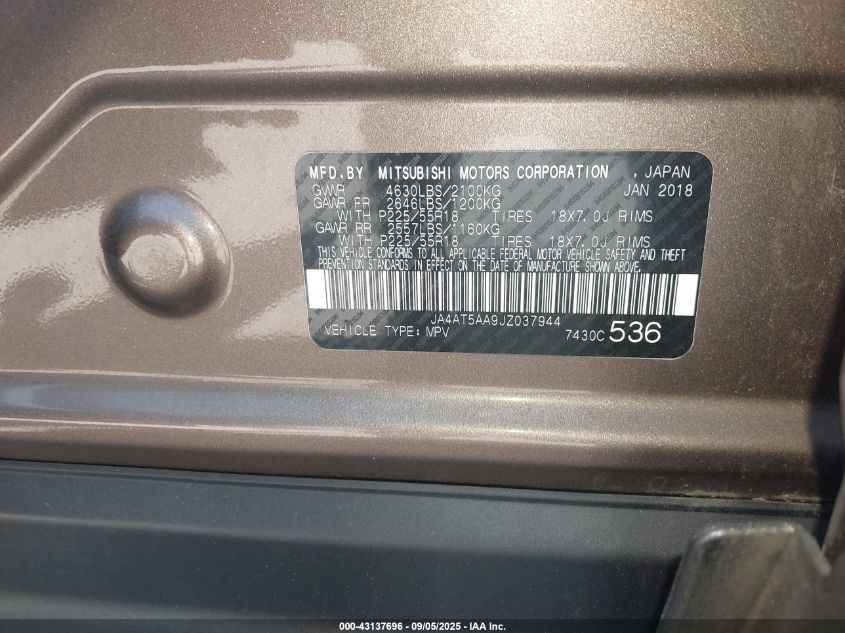 MFD.BY MITSUBISHI MOTORS CORPORATION . JAPAN
GVWR 4630LBS/2100KG JAN 2018
GAWR FR 2646LBS/1200KG
WITH P225/55R18 TIRES 18X7.0J RIMS
GAWR RR 2557LBS/1160KG
WITH P225/55R18 TIRES 18X7.0J RIMS
THIS VEHICLE CONFORMS TO ALL APPLICABLE FEDERAL MOTOR VEHICLE SAFETY AND THEFT
PREVENTION STANDARDS IN EFFECT ON THE DATE OF MANUFACTURE SHOWN ABOVE.
JA4AT5AA9JZ037944
VEHICLE TYPE: MPV 7430C 536
000-43137696 - 09/05/2025 - IAA Inc.